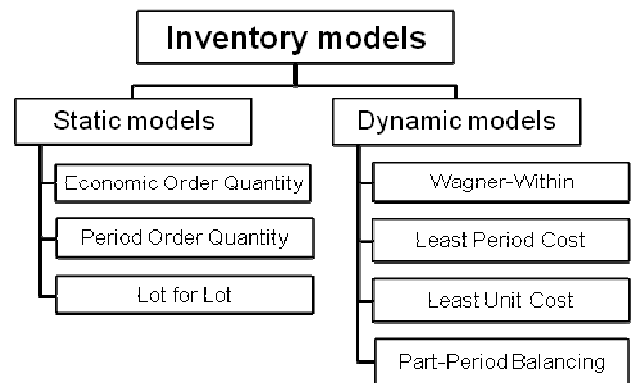 Inventory models
Static models
Economic Order Quantity
Period Order Quantity
Lot for Lot
Dynamic models
Wagner-Within
Least Period Cost
Least Unit Cost
Part-Period Balancing